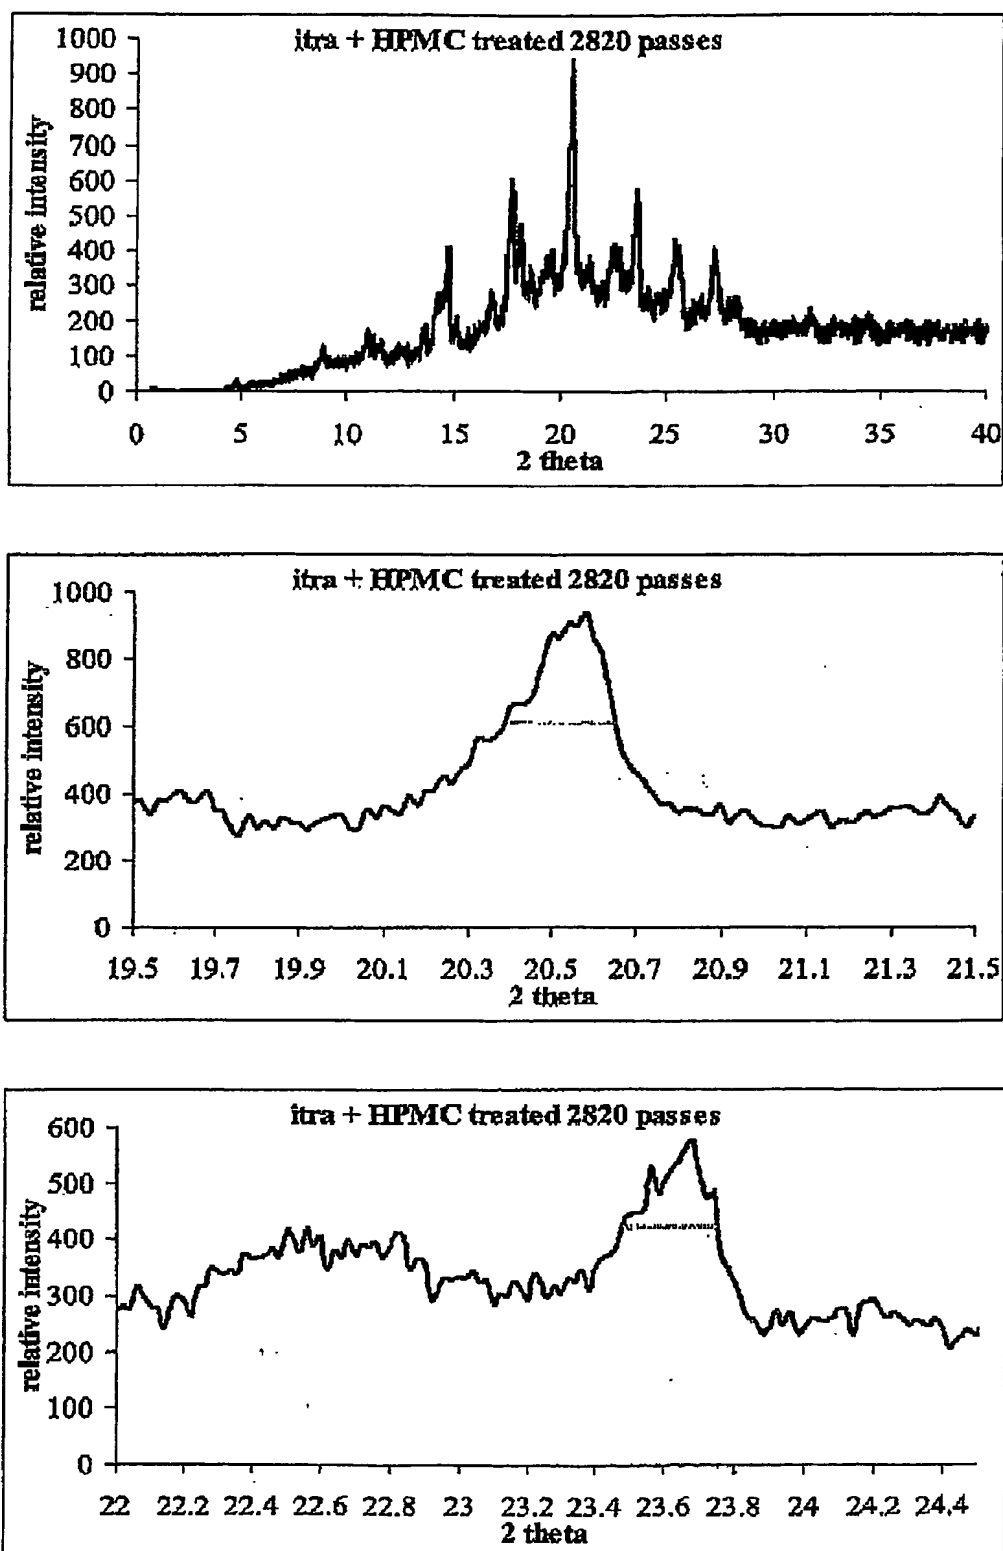 itra + HPMC treated 2820 passes
relative intensity
1000
900
800
700
600
500
400
300
200
100
0
0 5 10 15 20 25 30 35 40
2 theta
itra + HPMC treated 2820 passes
relative intensity
1000
800
600
400
200
0
19.5 19.7 19.9 20.1 20.3 20.5 20.7 20.9 21.1 21.3 21.5
2 theta
itra + HPMC treated 2820 passes
relative intensity
600
500
400
300
200
100
0
22 22.2 22.4 22.6 22.8 23 23.2 23.4 23.6 23.8 24 24.2 24.4
2 theta